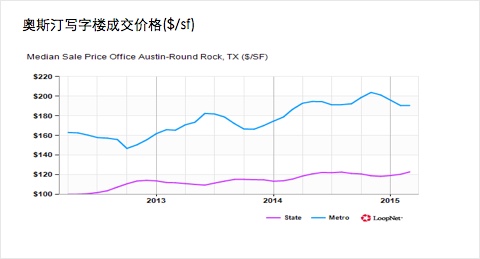 奥斯汀写字楼成交价格($/sf)
Median Sale Price Office Austin-Round Rock, TX ($/SF)
$220
$200
$180
$160
$140
$120
$100
2013
2014
2015
State
Metro
LoopNet